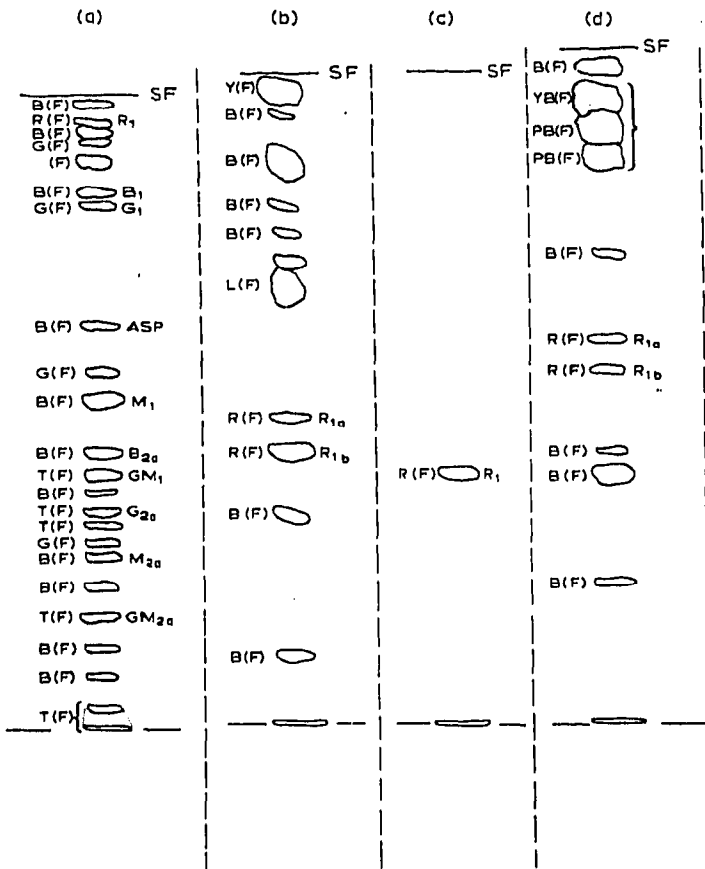 (a)
SF
B(F)
R(F) R1
B(F)
G(F)
(F)
B(F) B1
G(F) G1
B(F) ASP
G(F)
B(F) M1
B(F) B2a
T(F) GM1
B(F)
T(F) G2a
T(F)
G(F)
B(F) M2a
B(F)
T(F) GM2a
B(F)
B(F)
T(F)
(b)
SF
Y(F)
B(F)
B(F)
B(F)
B(F)
L(F)
R(F) R1a
R(F) R1b
B(F)
B(F)
(c)
SF
R(F) R1
(d)
SF
B(F)
YB(F)
PB(F)
PB(F)
B(F)
R(F) R1a
R(F) R1b
B(F)
B(F)
B(F)